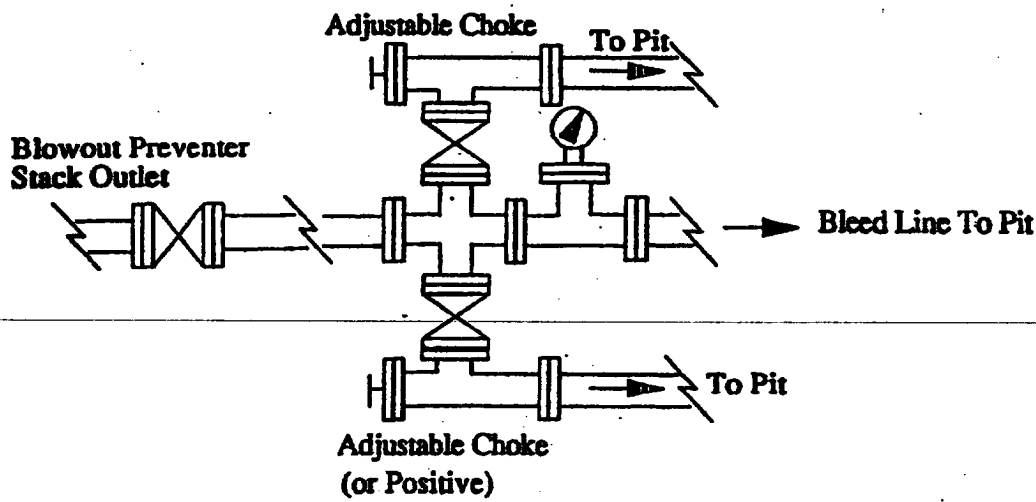 Adjustable Choke
To Pit
Blowout Preventer
Stack Outlet
Bleed Line To Pit
To Pit
Adjustable Choke
(or Positive)